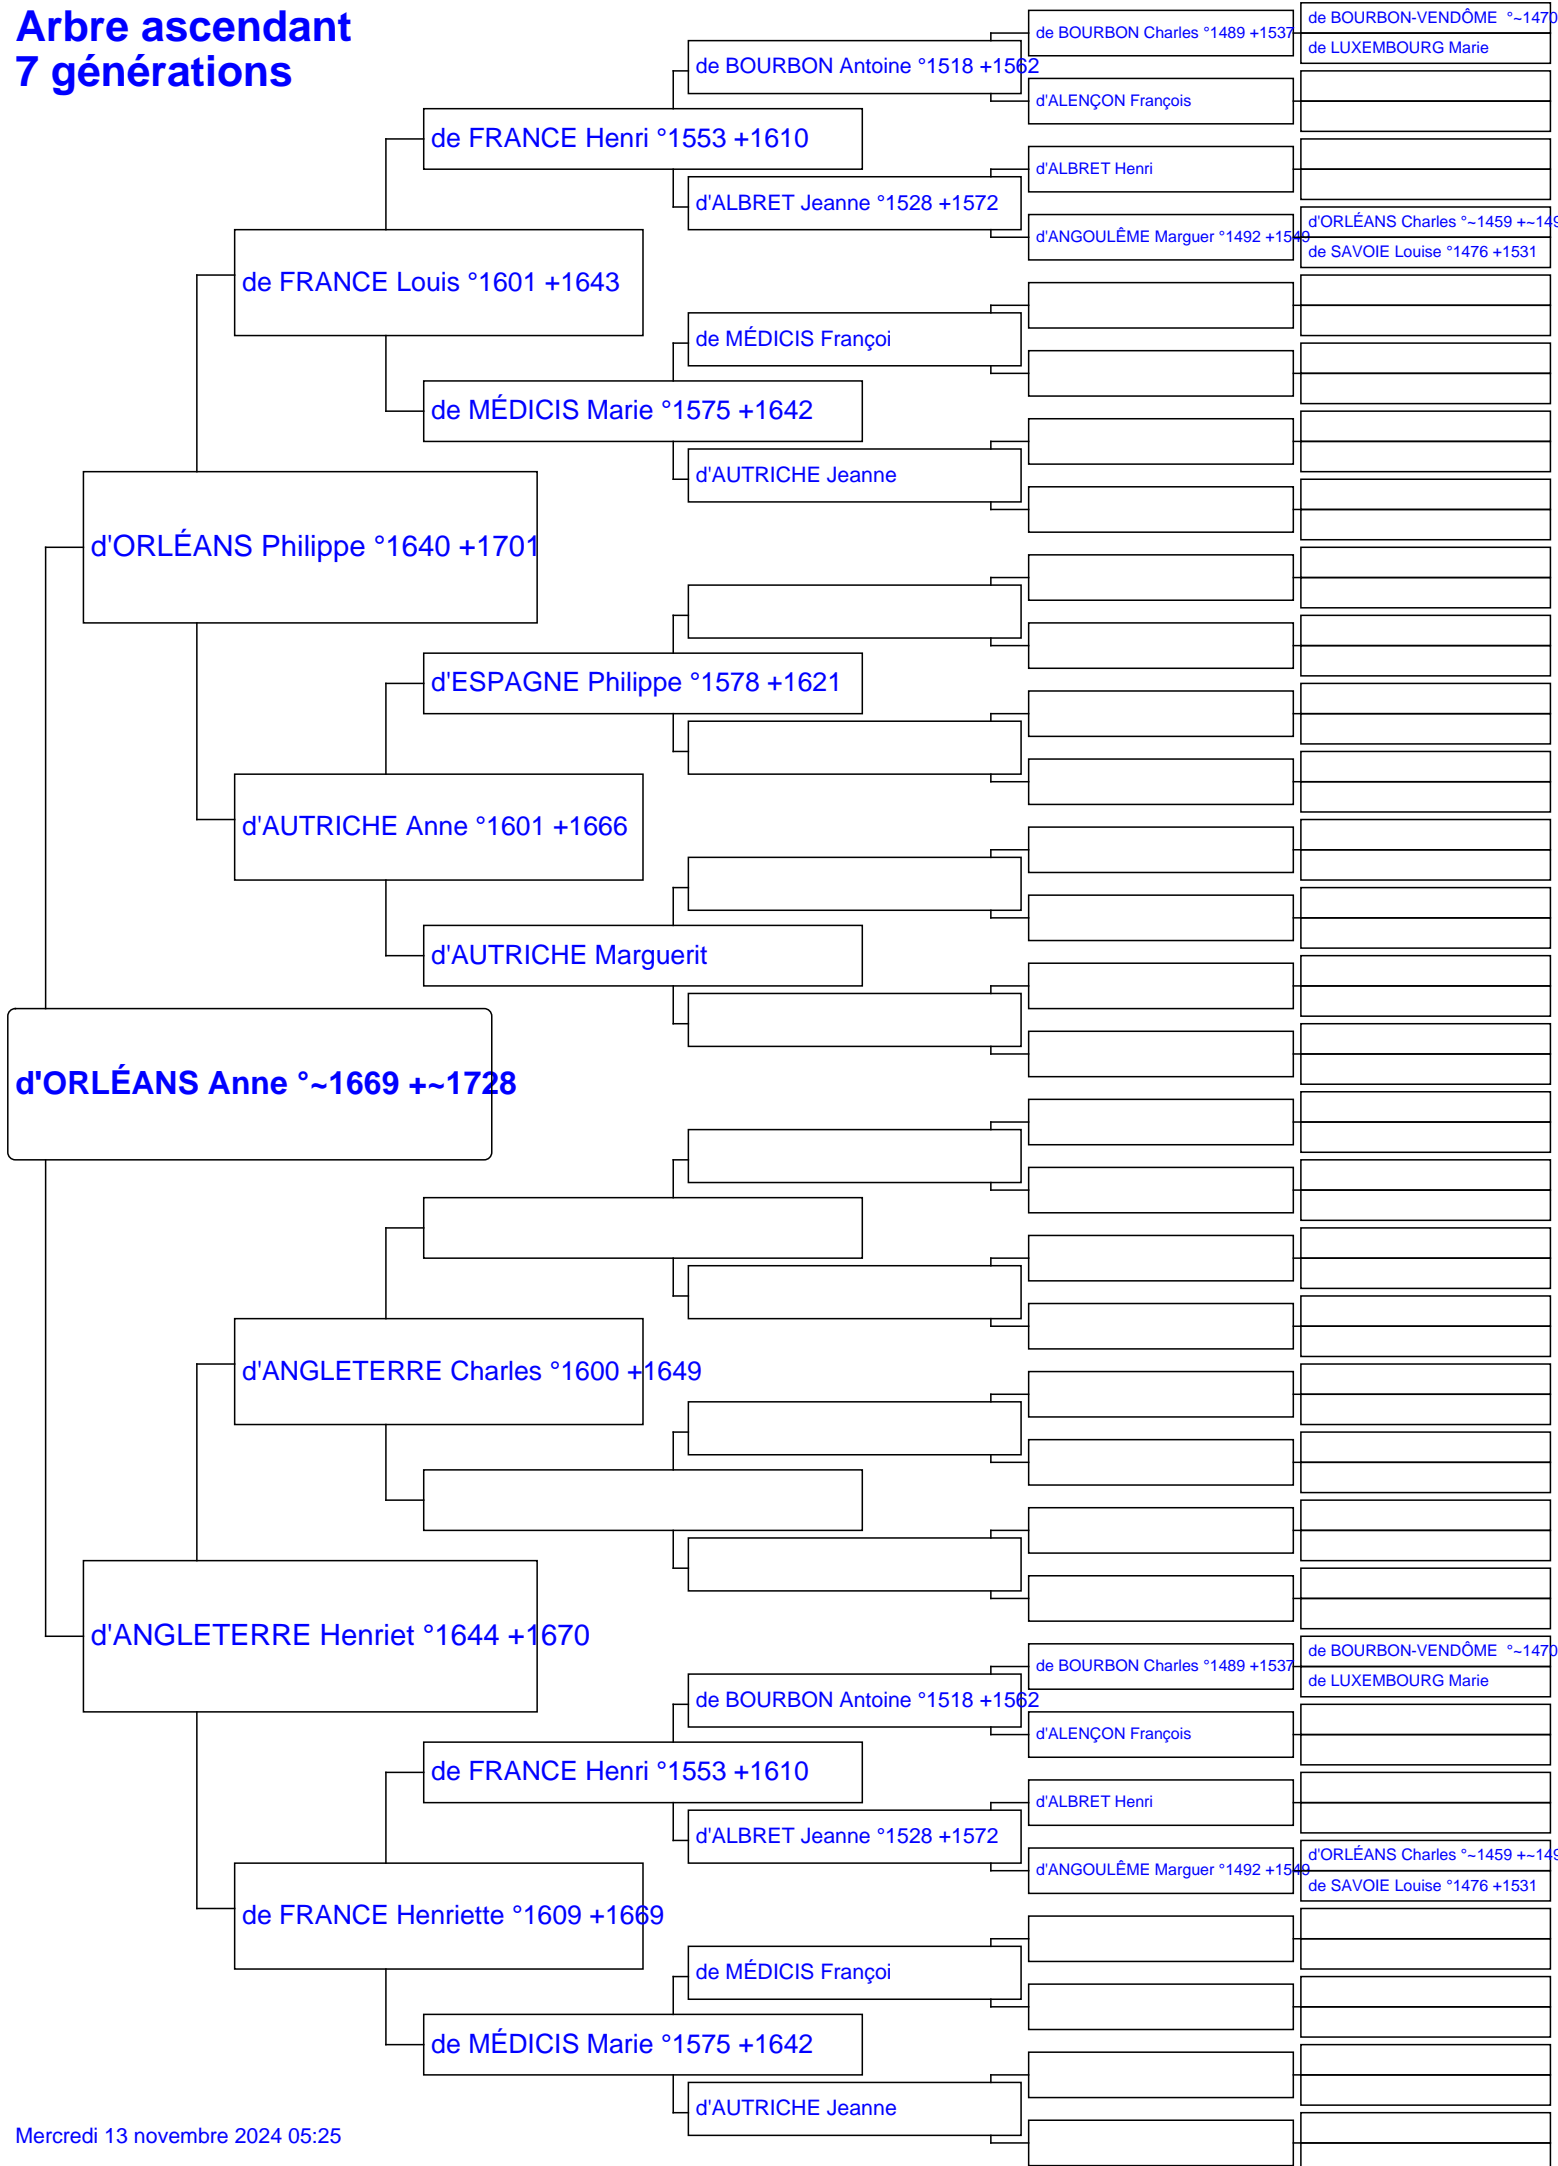 Arbre ascendant
7 générations
de BOURBON-VENDÔME °~1470
de BOURBON Charles °1489 +1537
de LUXEMBOURG Marie
de BOURBON Antoine °1518 +1562
d'ALENÇON François
de FRANCE Henri °1553 +1610
d'ALBRET Henri
d'ALBRET Jeanne °1528 +1572
d'ORLÉANS Charles °~1459 +~149
d'ANGOULÊME Marguer °1492 +1549
de SAVOIE Louise °1476 +1531
de FRANCE Louis °1601 +1643
de MÉDICIS Françoi
de MÉDICIS Marie °1575 +1642
d'AUTRICHE Jeanne
d'ORLÉANS Philippe °1640 +1701
d'ESPAGNE Philippe °1578 +1621
d'AUTRICHE Anne °1601 +1666
d'AUTRICHE Marguerit
d'ORLÉANS Anne °~1669 +~1728
d'ANGLETERRE Charles °1600 +1649
d'ANGLETERRE Henriet °1644 +1670
de BOURBON-VENDÔME °~1470
de BOURBON Charles °1489 +1537
de LUXEMBOURG Marie
de BOURBON Antoine °1518 +1562
d'ALENÇON François
de FRANCE Henri °1553 +1610
d'ALBRET Henri
d'ALBRET Jeanne °1528 +1572
d'ORLÉANS Charles °~1459 +~149
d'ANGOULÊME Marguer °1492 +1549
de SAVOIE Louise °1476 +1531
de FRANCE Henriette °1609 +1669
de MÉDICIS Françoi
de MÉDICIS Marie °1575 +1642
d'AUTRICHE Jeanne
Mercredi 13 novembre 2024 05:25